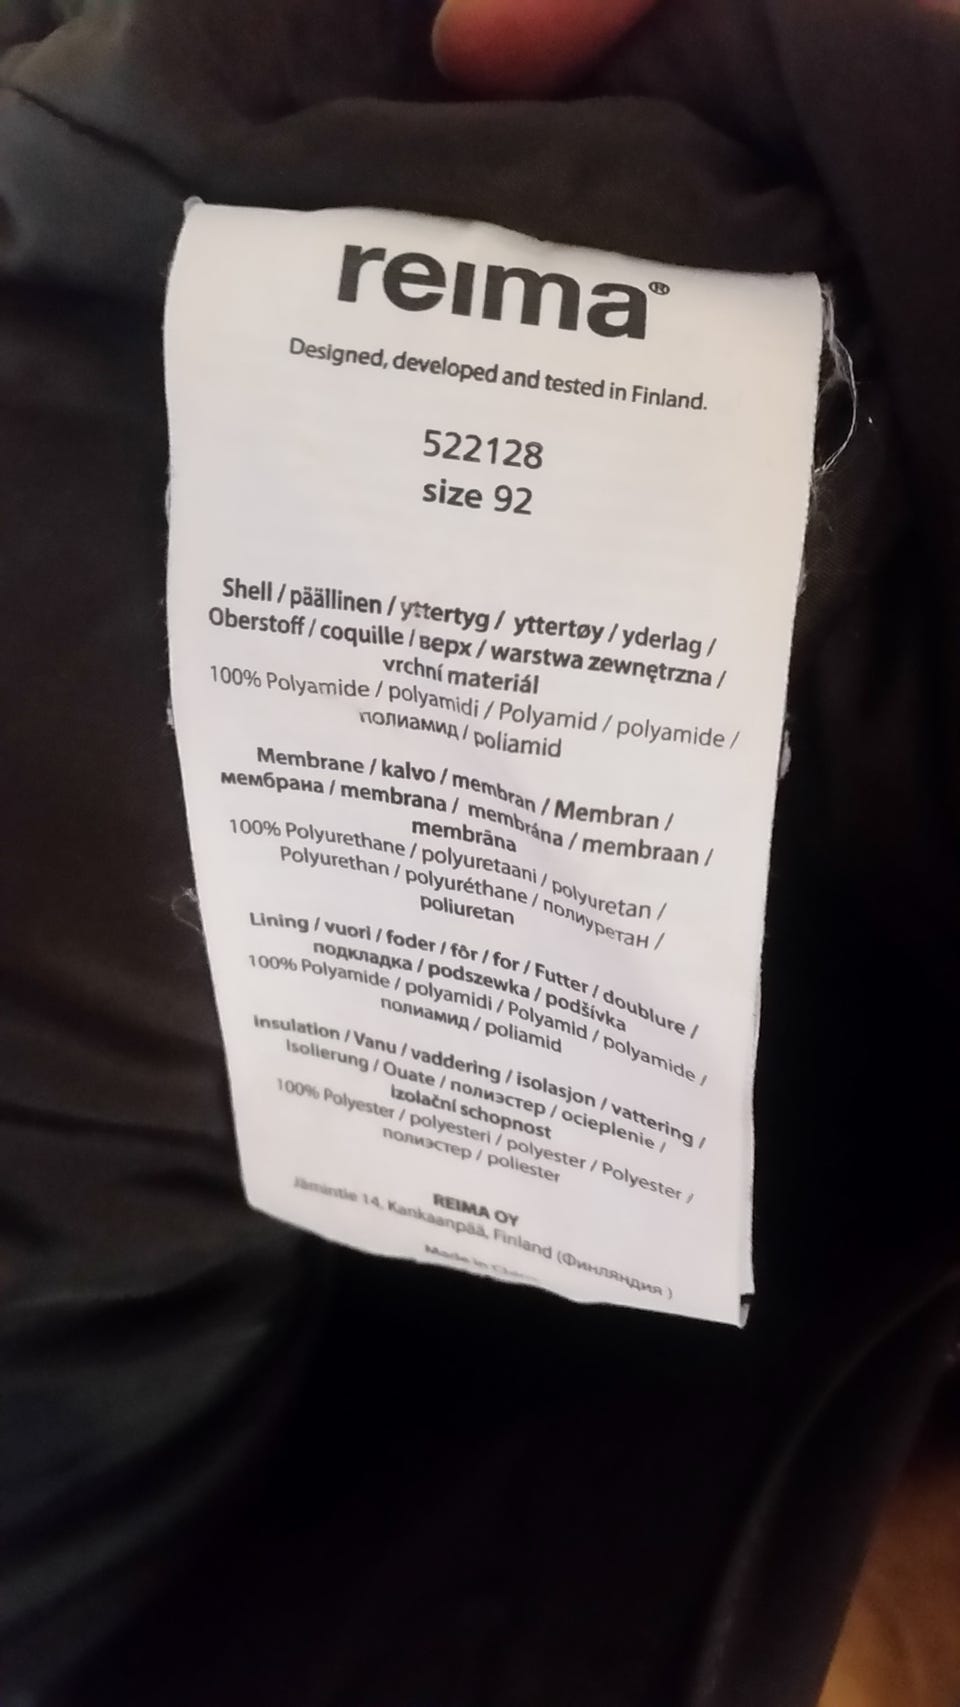 reima®
Designed, developed and tested in Finland.
522128
size 92
Shell / päällinen / yttertyg / yttertøy / yderlag /
Oberstoff / coquille / верх / warstwa zewnętrzna /
vrchní materiál
100% Polyamide / polyamidi / Polyamid / polyamide /
полиамид / poliamid
Membrane / kalvo / membran / Membran /
мембрана / membrana / membrána / membraan /
membrāna
100% Polyurethane / polyuretaani / polyuretan /
Polyurethan / polyuréthane / полиуретан /
poliuretan
Lining / vuori / foder / fôr / for / Futter / doublure /
подкладка / podszewka / podšívka
100% Polyamide / polyamidi / Polyamid / polyamide /
полиамид / poliamid
Insulation / Vanu / vaddering / isolasjon / vattering /
Isolierung / Ouate / полиэстер / ocieplenie /
izolační schopnost
100% Polyester / polyesteri / polyester / Polyester /
полиэстер / poliester
REIMA OY
Jämintie 14, Kankaanpää, Finland (Финляндия )
Made in China